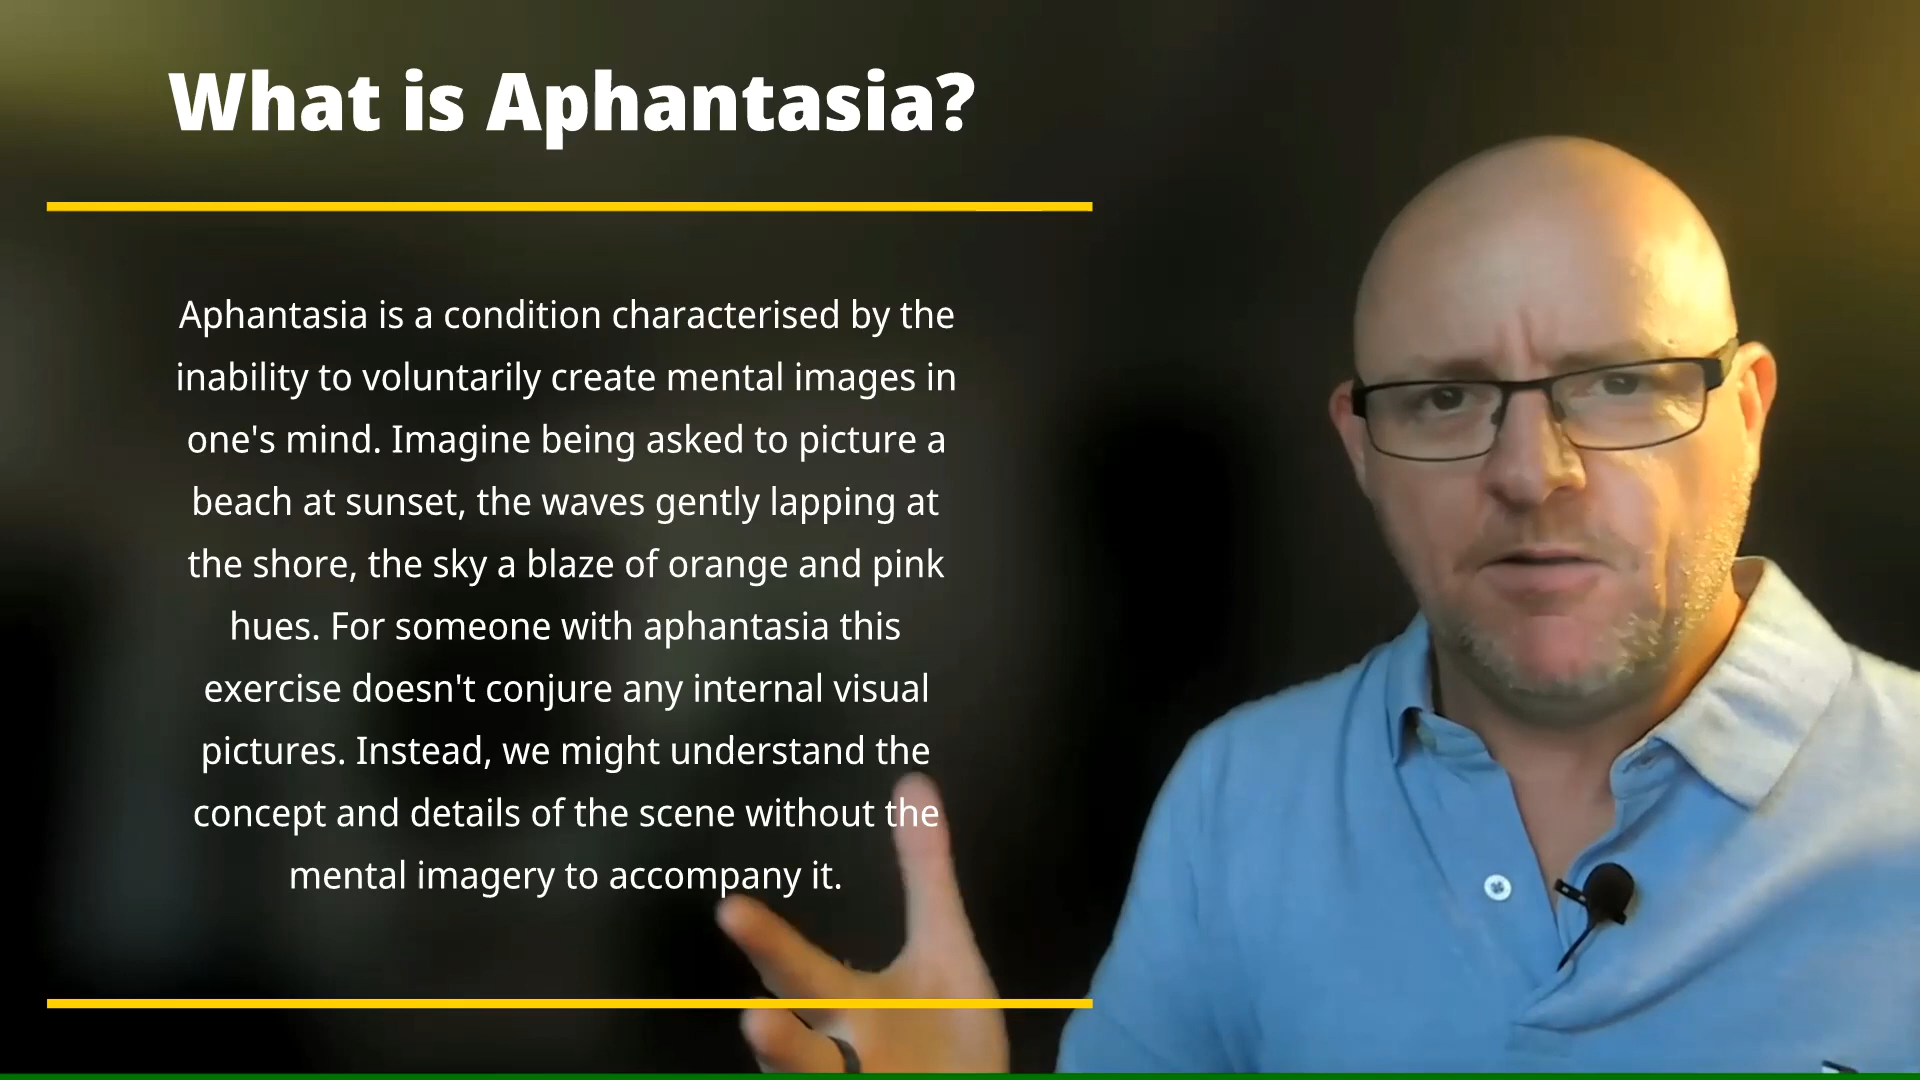 What is Aphantasia?
Aphantasia is a condition characterised by the
inability to voluntarily create mental images in
one's mind. Imagine being asked to picture a
beach at sunset, the waves gently lapping at
the shore, the sky a blaze of orange and pink
hues. For someone with aphantasia this
exercise doesn't conjure any internal visual
pictures. Instead, we might understand the
concept and details of the scene without the
mental imagery to accompany it.